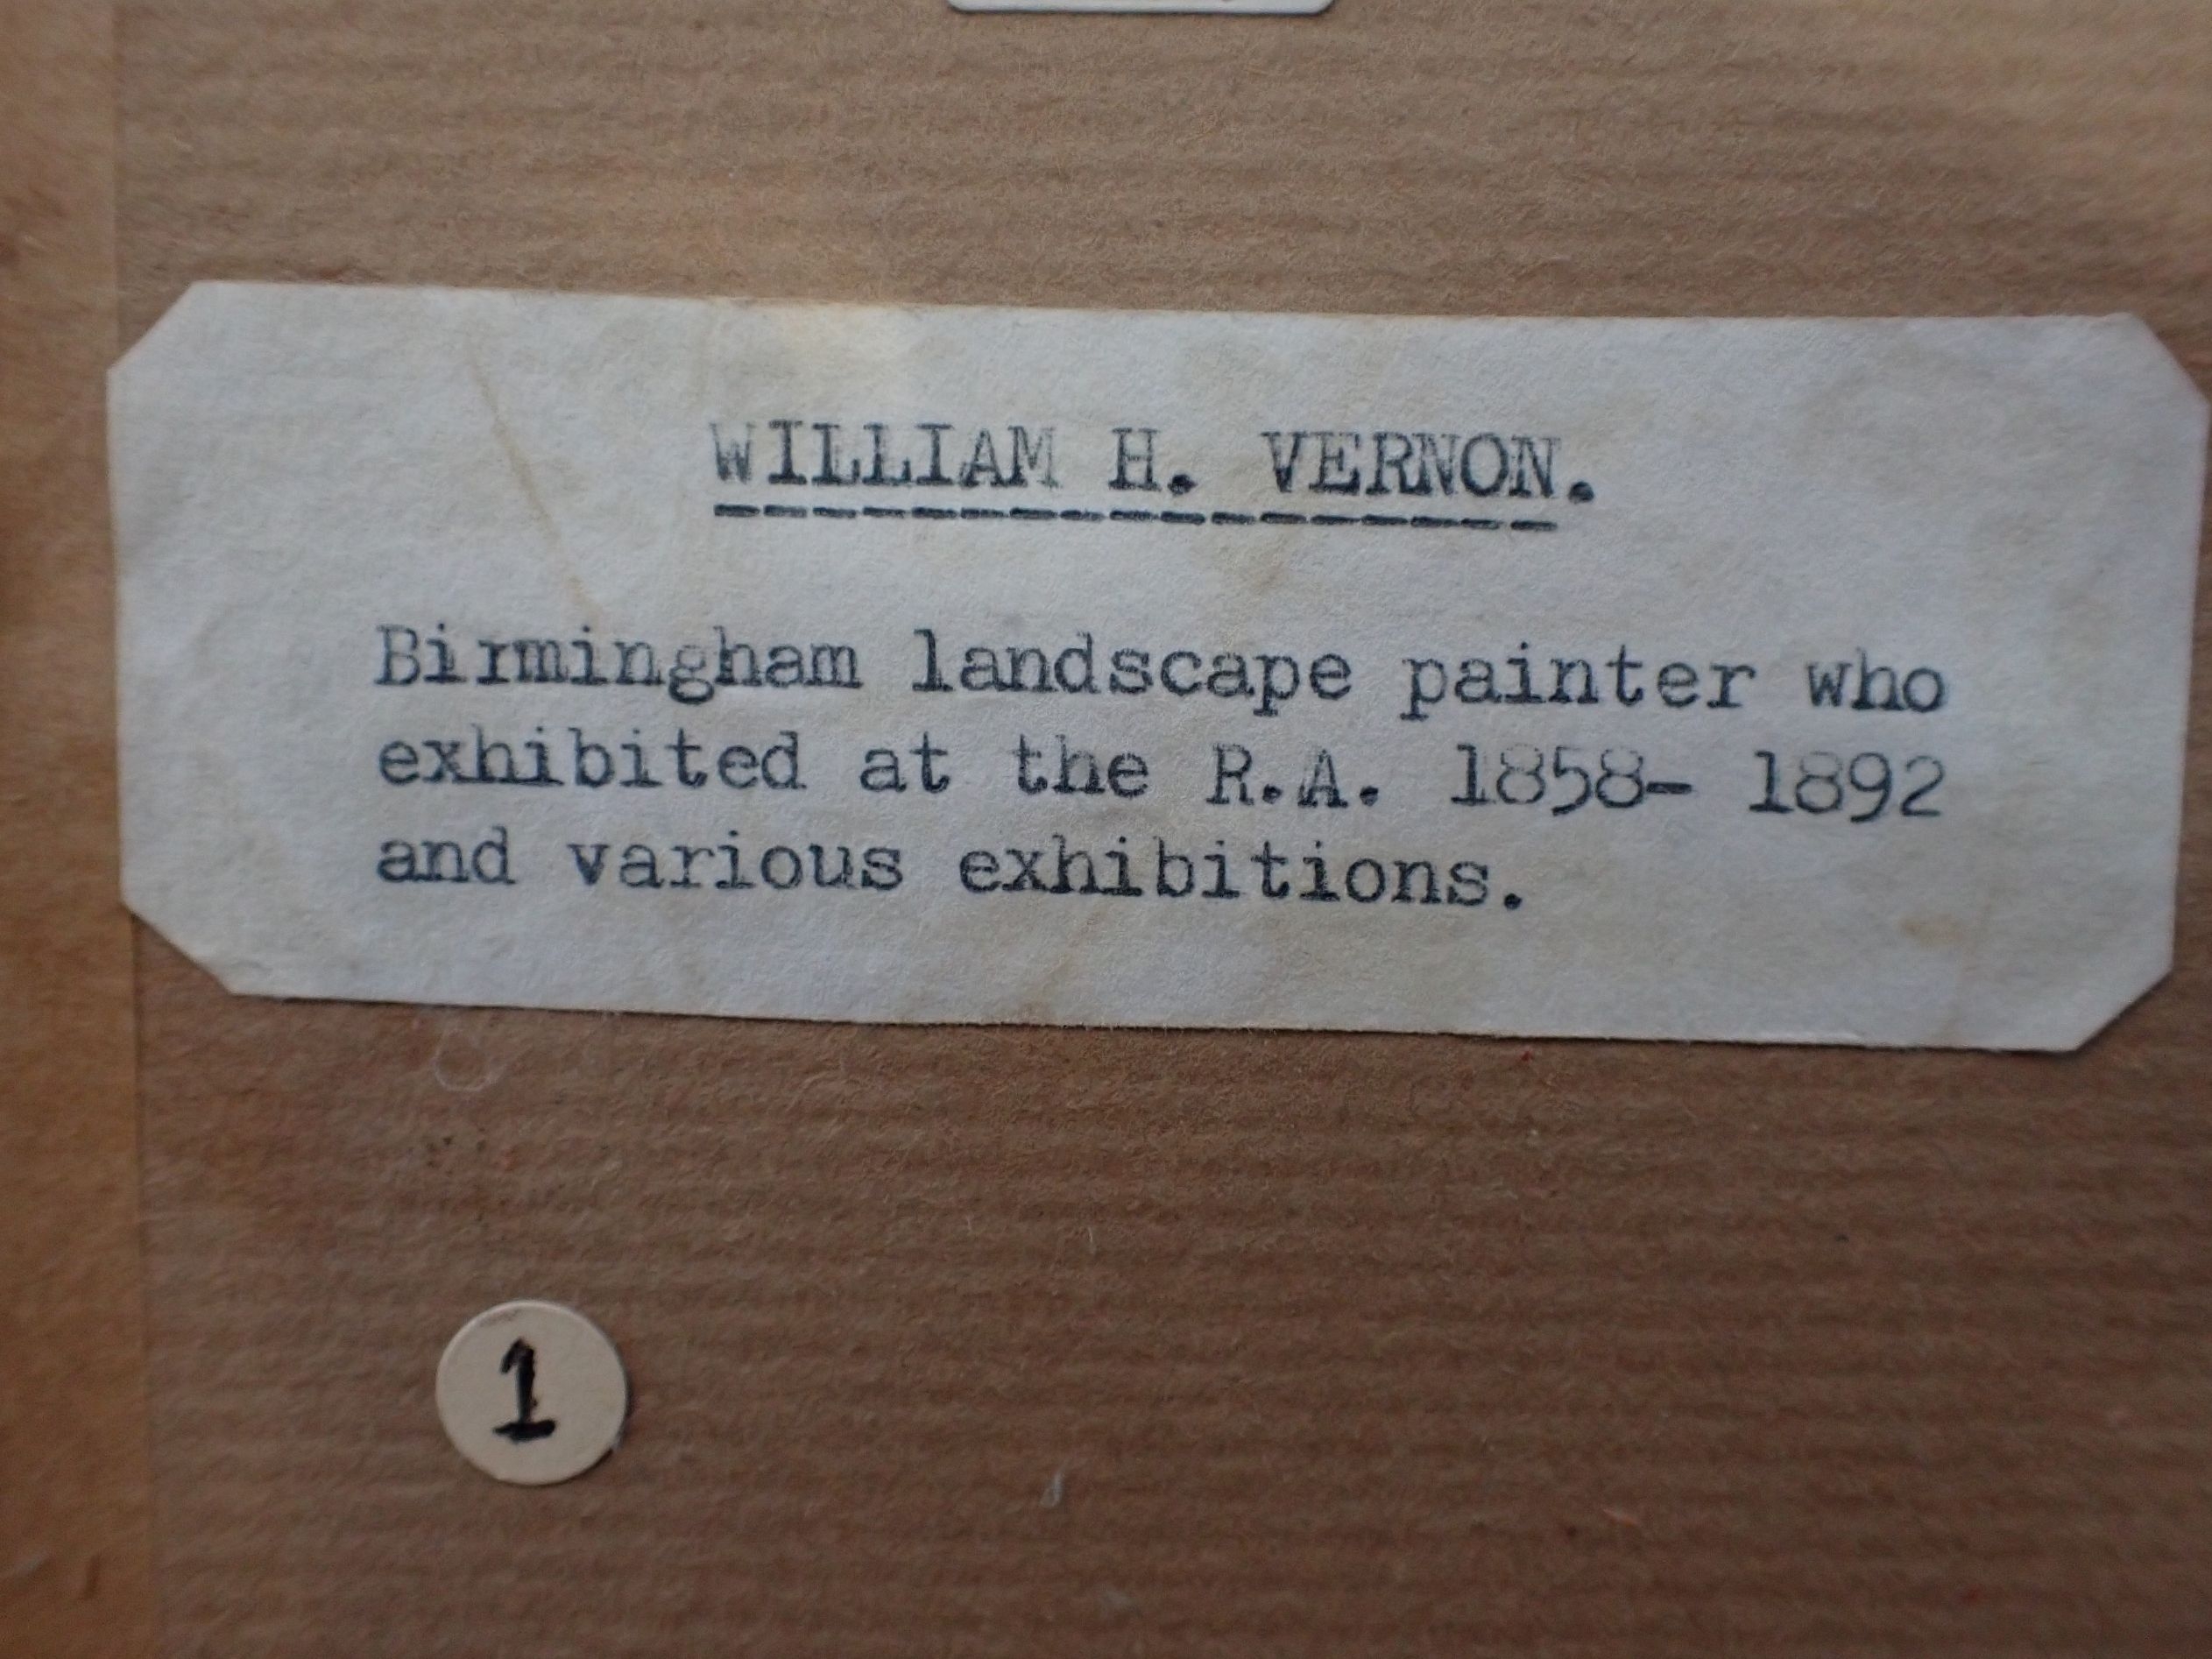 WILLIAM H. VERNON.
Birmingham landscape painter who
exhibited at the R.A. 1858- 1892
and various exhibitions.
1